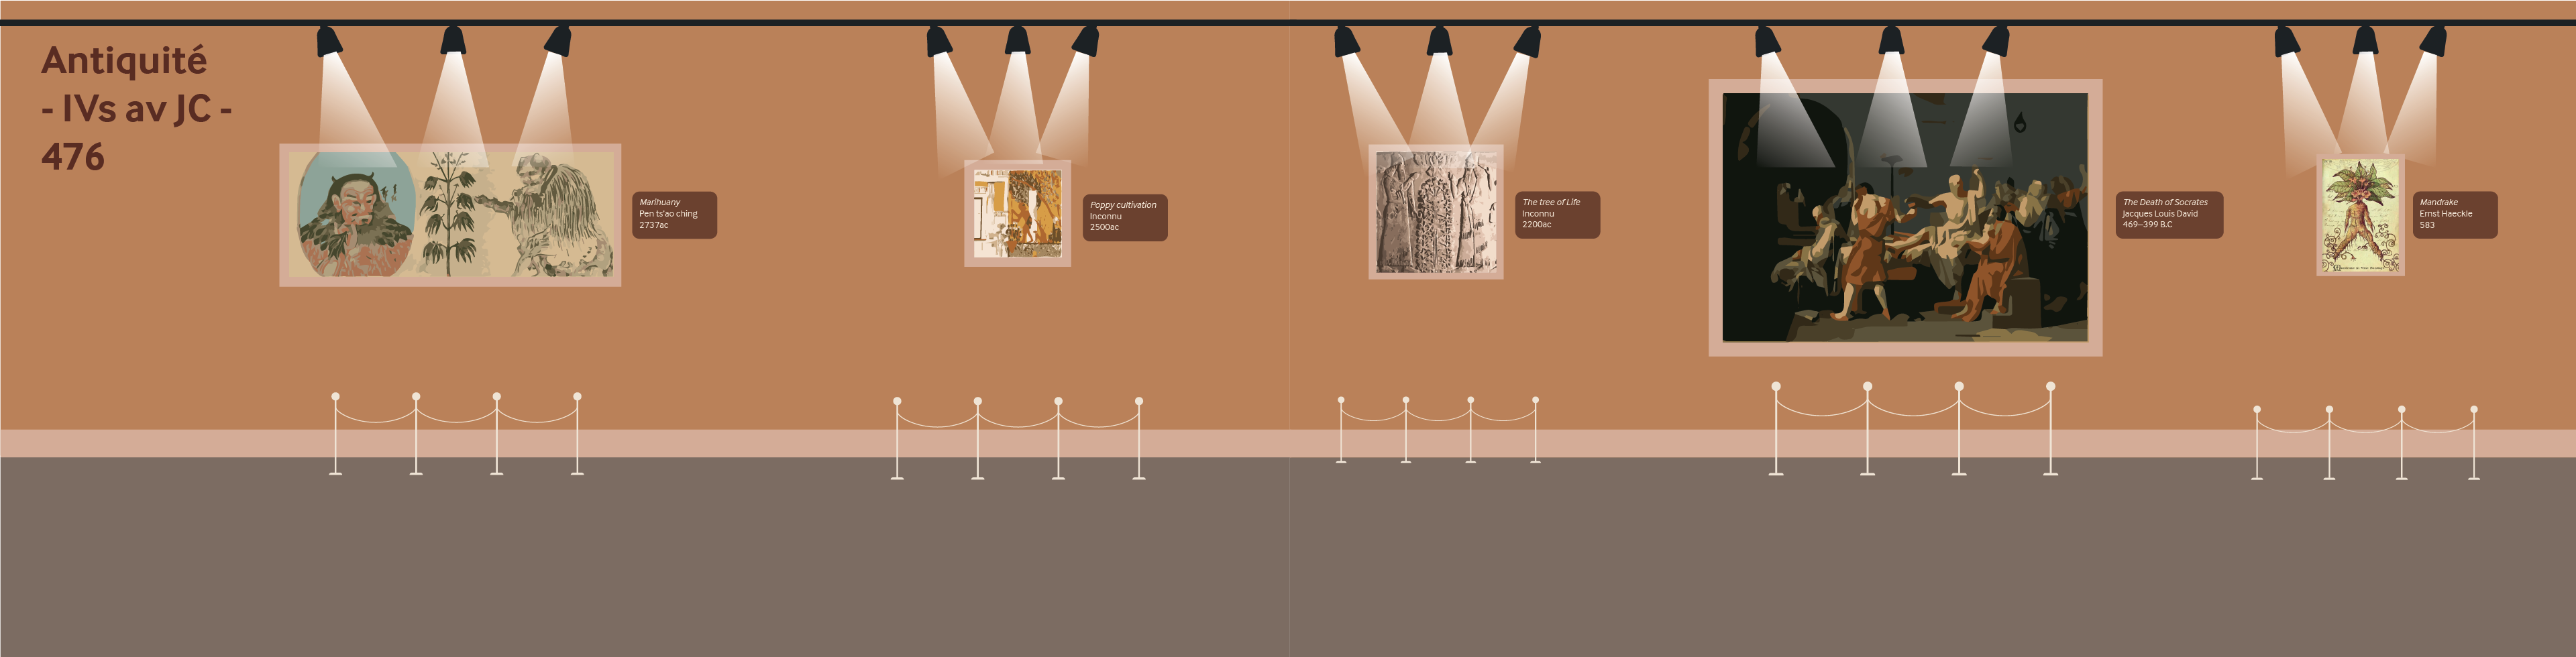 Antiquité
- IVs av JC -
476
Marihuany
Pen ts'ao ching
2737ac
Poppy cultivation
Inconnu
2500ac
The tree of Life
Inconnu
2200ac
The Death of Socrates
Jacques Louis David
469–399 B.C
Mandrake
Ernst Haeckle
583